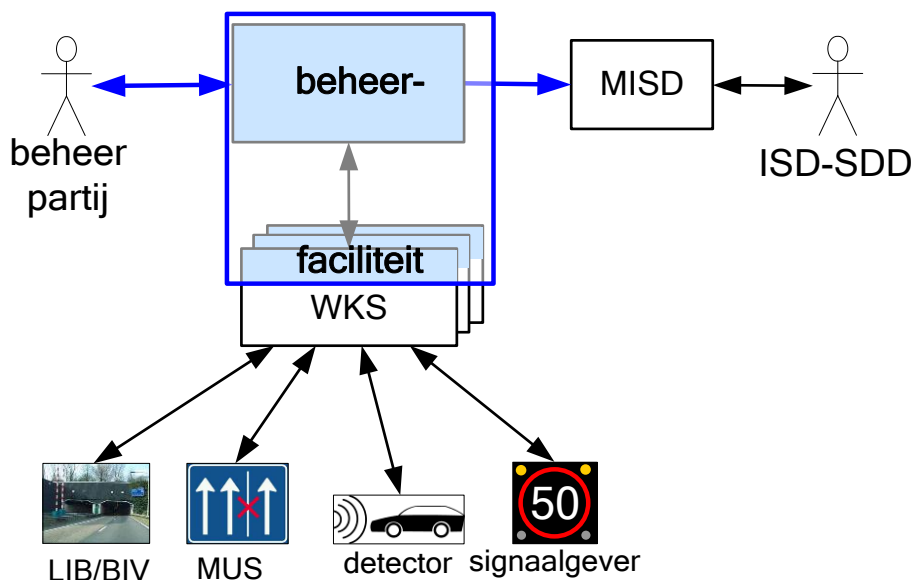 beheer-
MISD
beheer
partij
ISD-SDD
faciliteit
WKS
50
LIB/BIV
MUS
detector
signaalgever